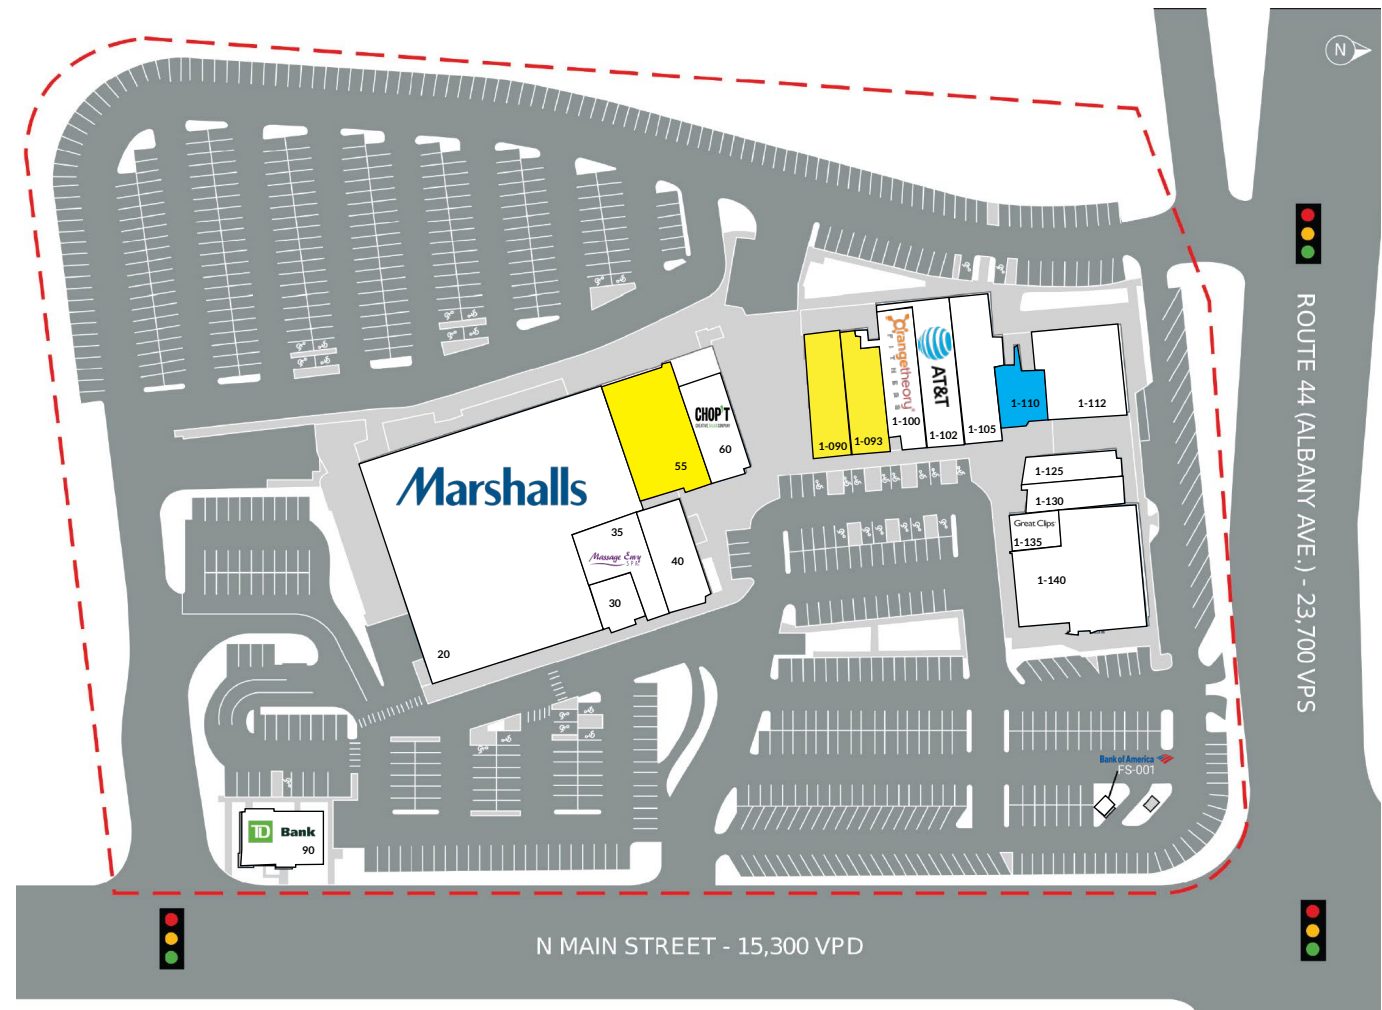 N
ROUTE 44 (ALBANY AVE.) - 23,700 VPS
Orangetheory®
FITNESS
1-100
AT&T
1-102
1-105
1-090
1-093
1-110
1-112
CHOP'T
60
55
Marshalls
35
Massage Envy
SPA
40
30
20
1-125
1-130
Great Clips
1-135
1-140
Bank of America
FS-001
TD Bank
90
N MAIN STREET - 15,300 VPD